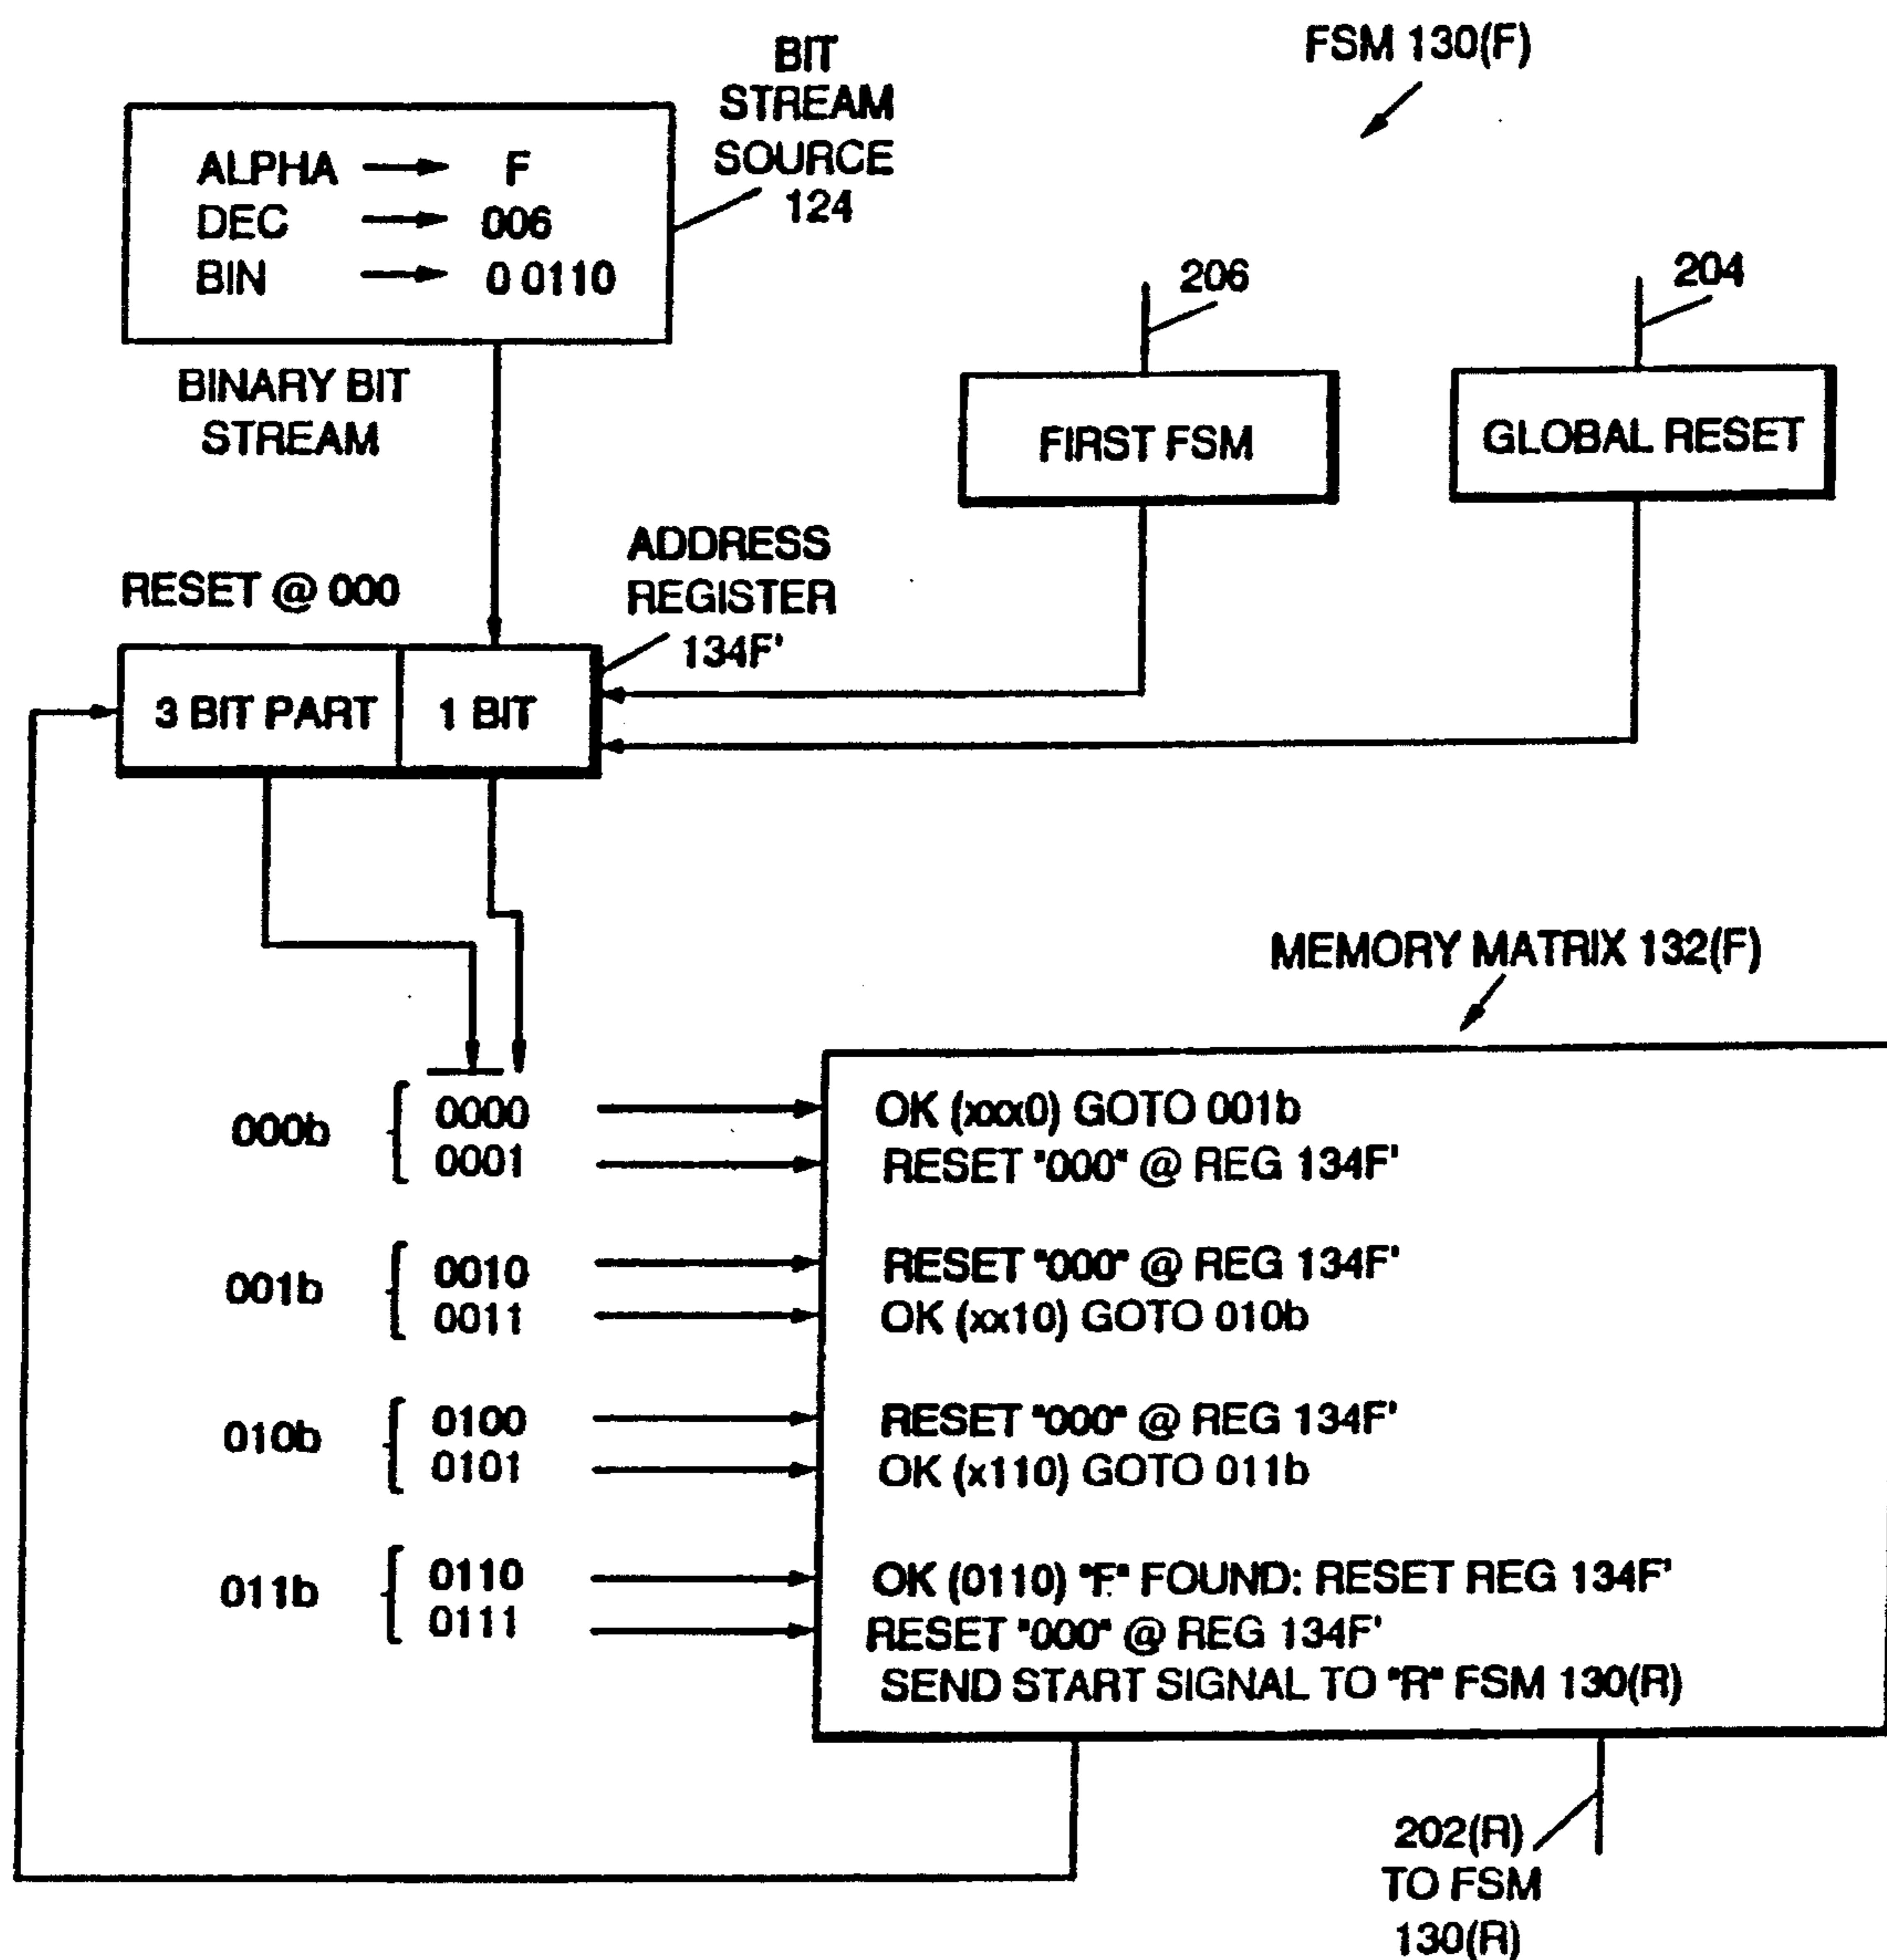 BIT
STREAM
SOURCE
124
FSM 130(F)
ALPHA F
DEC 006
BIN 0 0110
206
204
BINARY BIT
STREAM
FIRST FSM
GLOBAL RESET
ADDRESS
REGISTER
134F'
RESET @ 000
3 BIT PART
1 BIT
MEMORY MATRIX 132(F)
000b
0000
OK (xxx0) GOTO 001b
0001
RESET "000" @ REG 134F'
001b
0010
RESET "000" @ REG 134F'
0011
OK (xx10) GOTO 010b
010b
0100
RESET "000" @ REG 134F'
0101
OK (x110) GOTO 011b
011b
0110
OK (0110) "F" FOUND: RESET REG 134F'
0111
RESET "000" @ REG 134F'
SEND START SIGNAL TO "R" FSM 130(R)
202(R)
TO FSM
130(R)